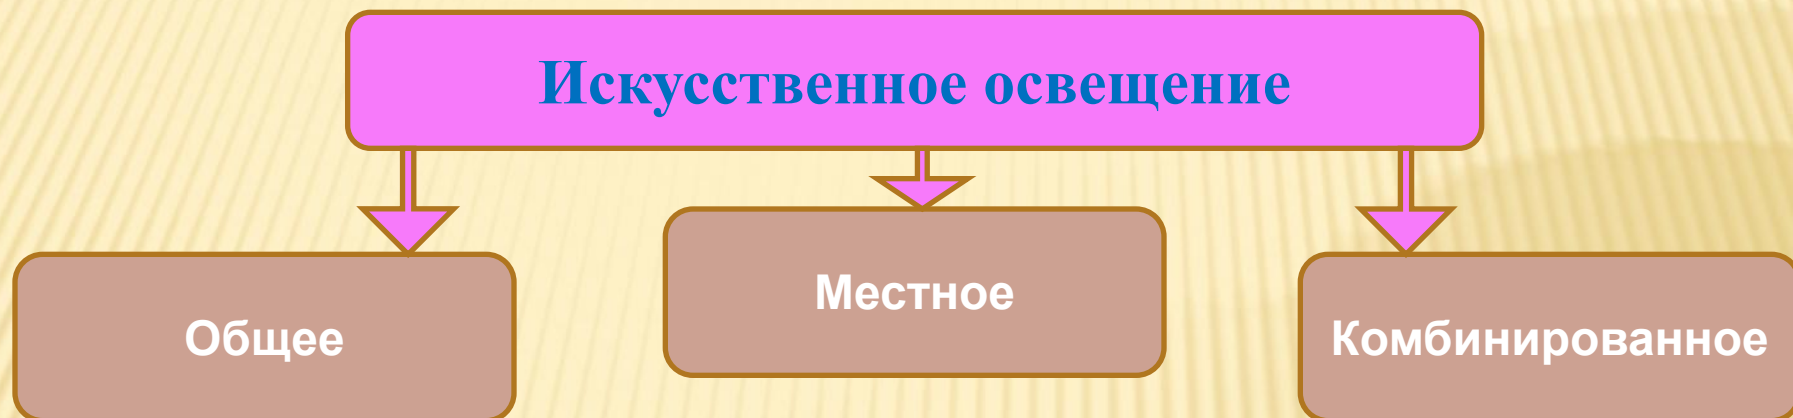 Искусственное освещение
Общее
Местное
Комбинированное